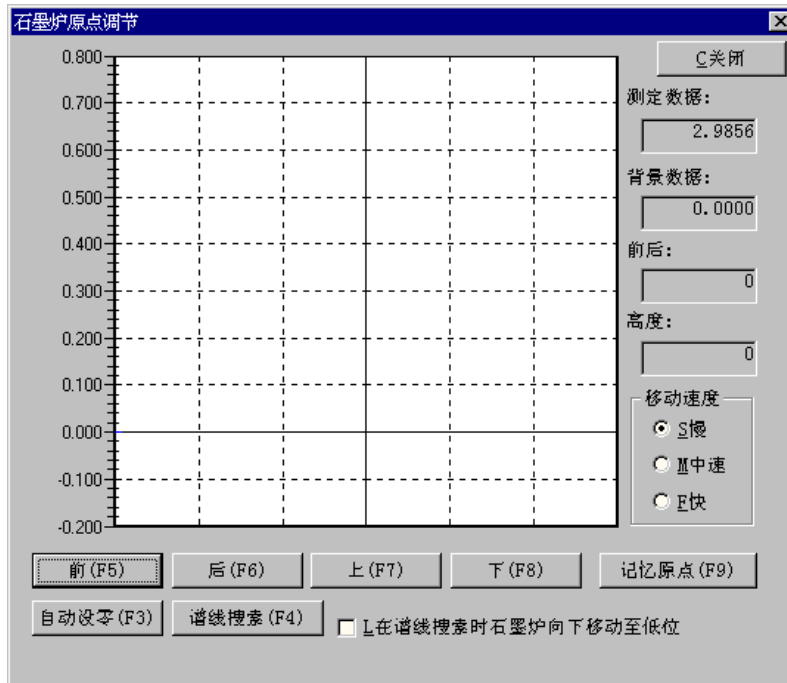 石墨炉原点调节
C关闭
0.800
0.700
0.600
0.500
0.400
0.300
0.200
0.100
0.000
-0.100
-0.200
测定数据:
2.9856
背景数据:
0.0000
前后:
0
高度:
0
移动速度
S慢
M中速
F快
前(F5)
后(F6)
上(F7)
下(F8)
记忆原点(F9)
自动设零(F3)
谱线搜索(F4)
L在谱线搜索时石墨炉向下移动至低位